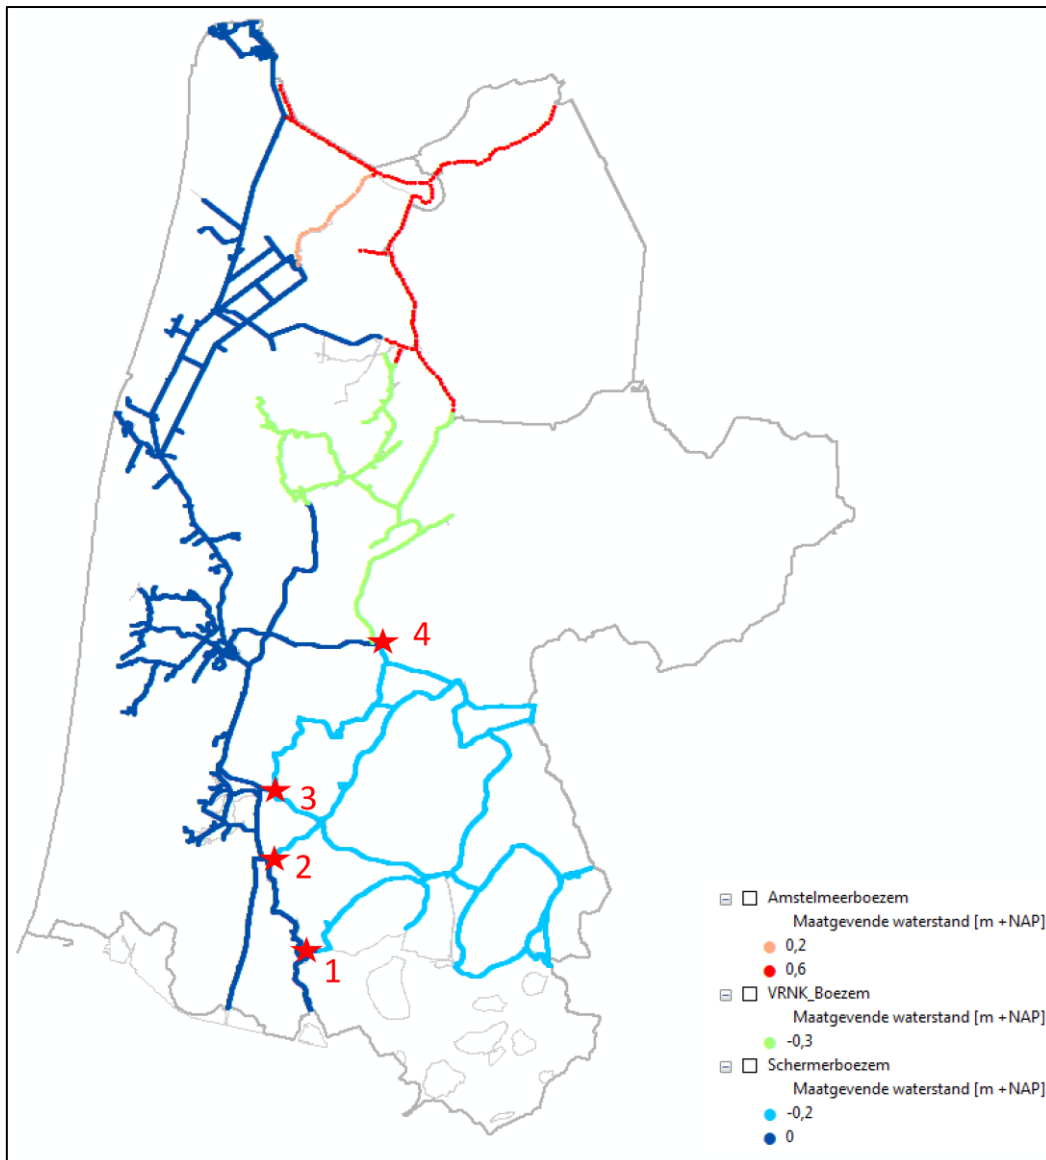 4
3
2
1
Amstelmeerboezem
Maatgevende waterstand [m +NAP]
0,2
0,6
VRNK_Boezem
Maatgevende waterstand [m +NAP]
-0,3
Schermerboezem
Maatgevende waterstand [m +NAP]
-0,2
0